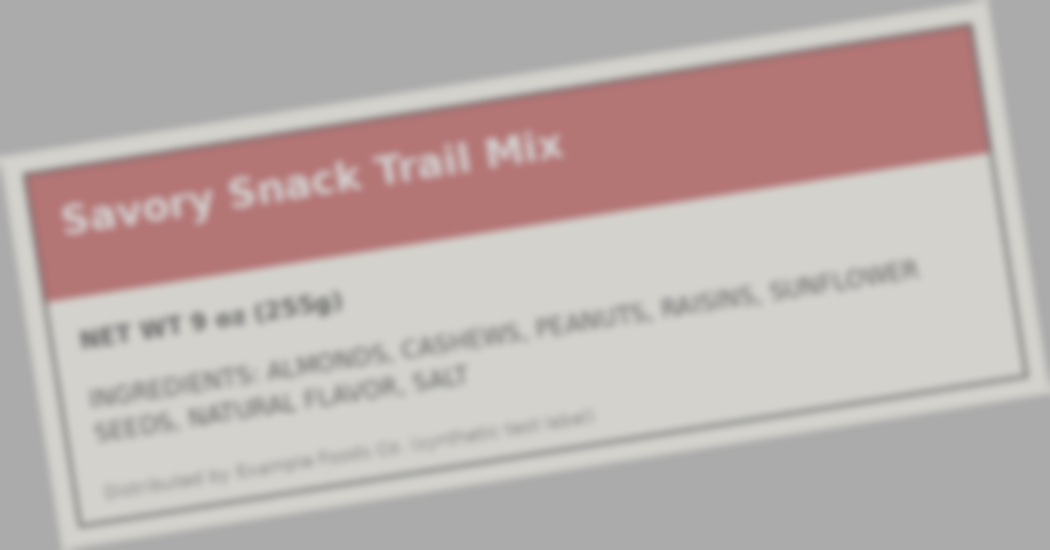 Savory Snack Trail Mix
NET WT 9 oz (255g)
INGREDIENTS: ALMONDS, CASHEWS, PEANUTS, RAISINS, SUNFLOWER
SEEDS, NATURAL FLAVOR, SALT
Distributed by Example Foods Co. (synthetic test label)